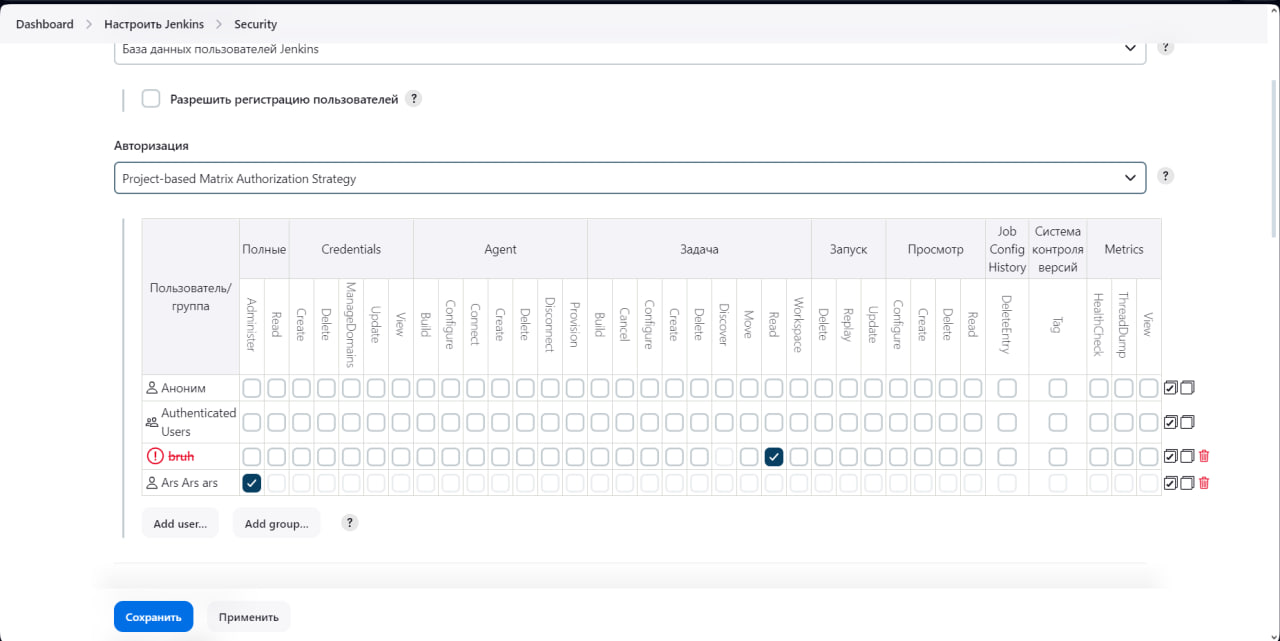 Dashboard > Настроить Jenkins > Security
База данных пользователей Jenkins
?
Разрешить регистрацию пользователей ?
Авторизация
Project-based Matrix Authorization Strategy
?
Пользователь/
группа
Полные
Credentials
Agent
Задача
Запуск
Просмотр
Job
Config
History
Система
контроля
версий
Metrics
Administer
Read
Create
Delete
ManageDomains
Update
View
Build
Configure
Connect
Create
Delete
Disconnect
Provision
Build
Cancel
Configure
Create
Delete
Discover
Move
Read
Workspace
Delete
Replay
Update
Configure
Create
Delete
Read
DeleteEntry
Tag
HealthCheck
ThreadDump
View
Аноним
Authenticated
Users
bruh
Ars Ars ars
Add user...
Add group...
?
Сохранить
Применить